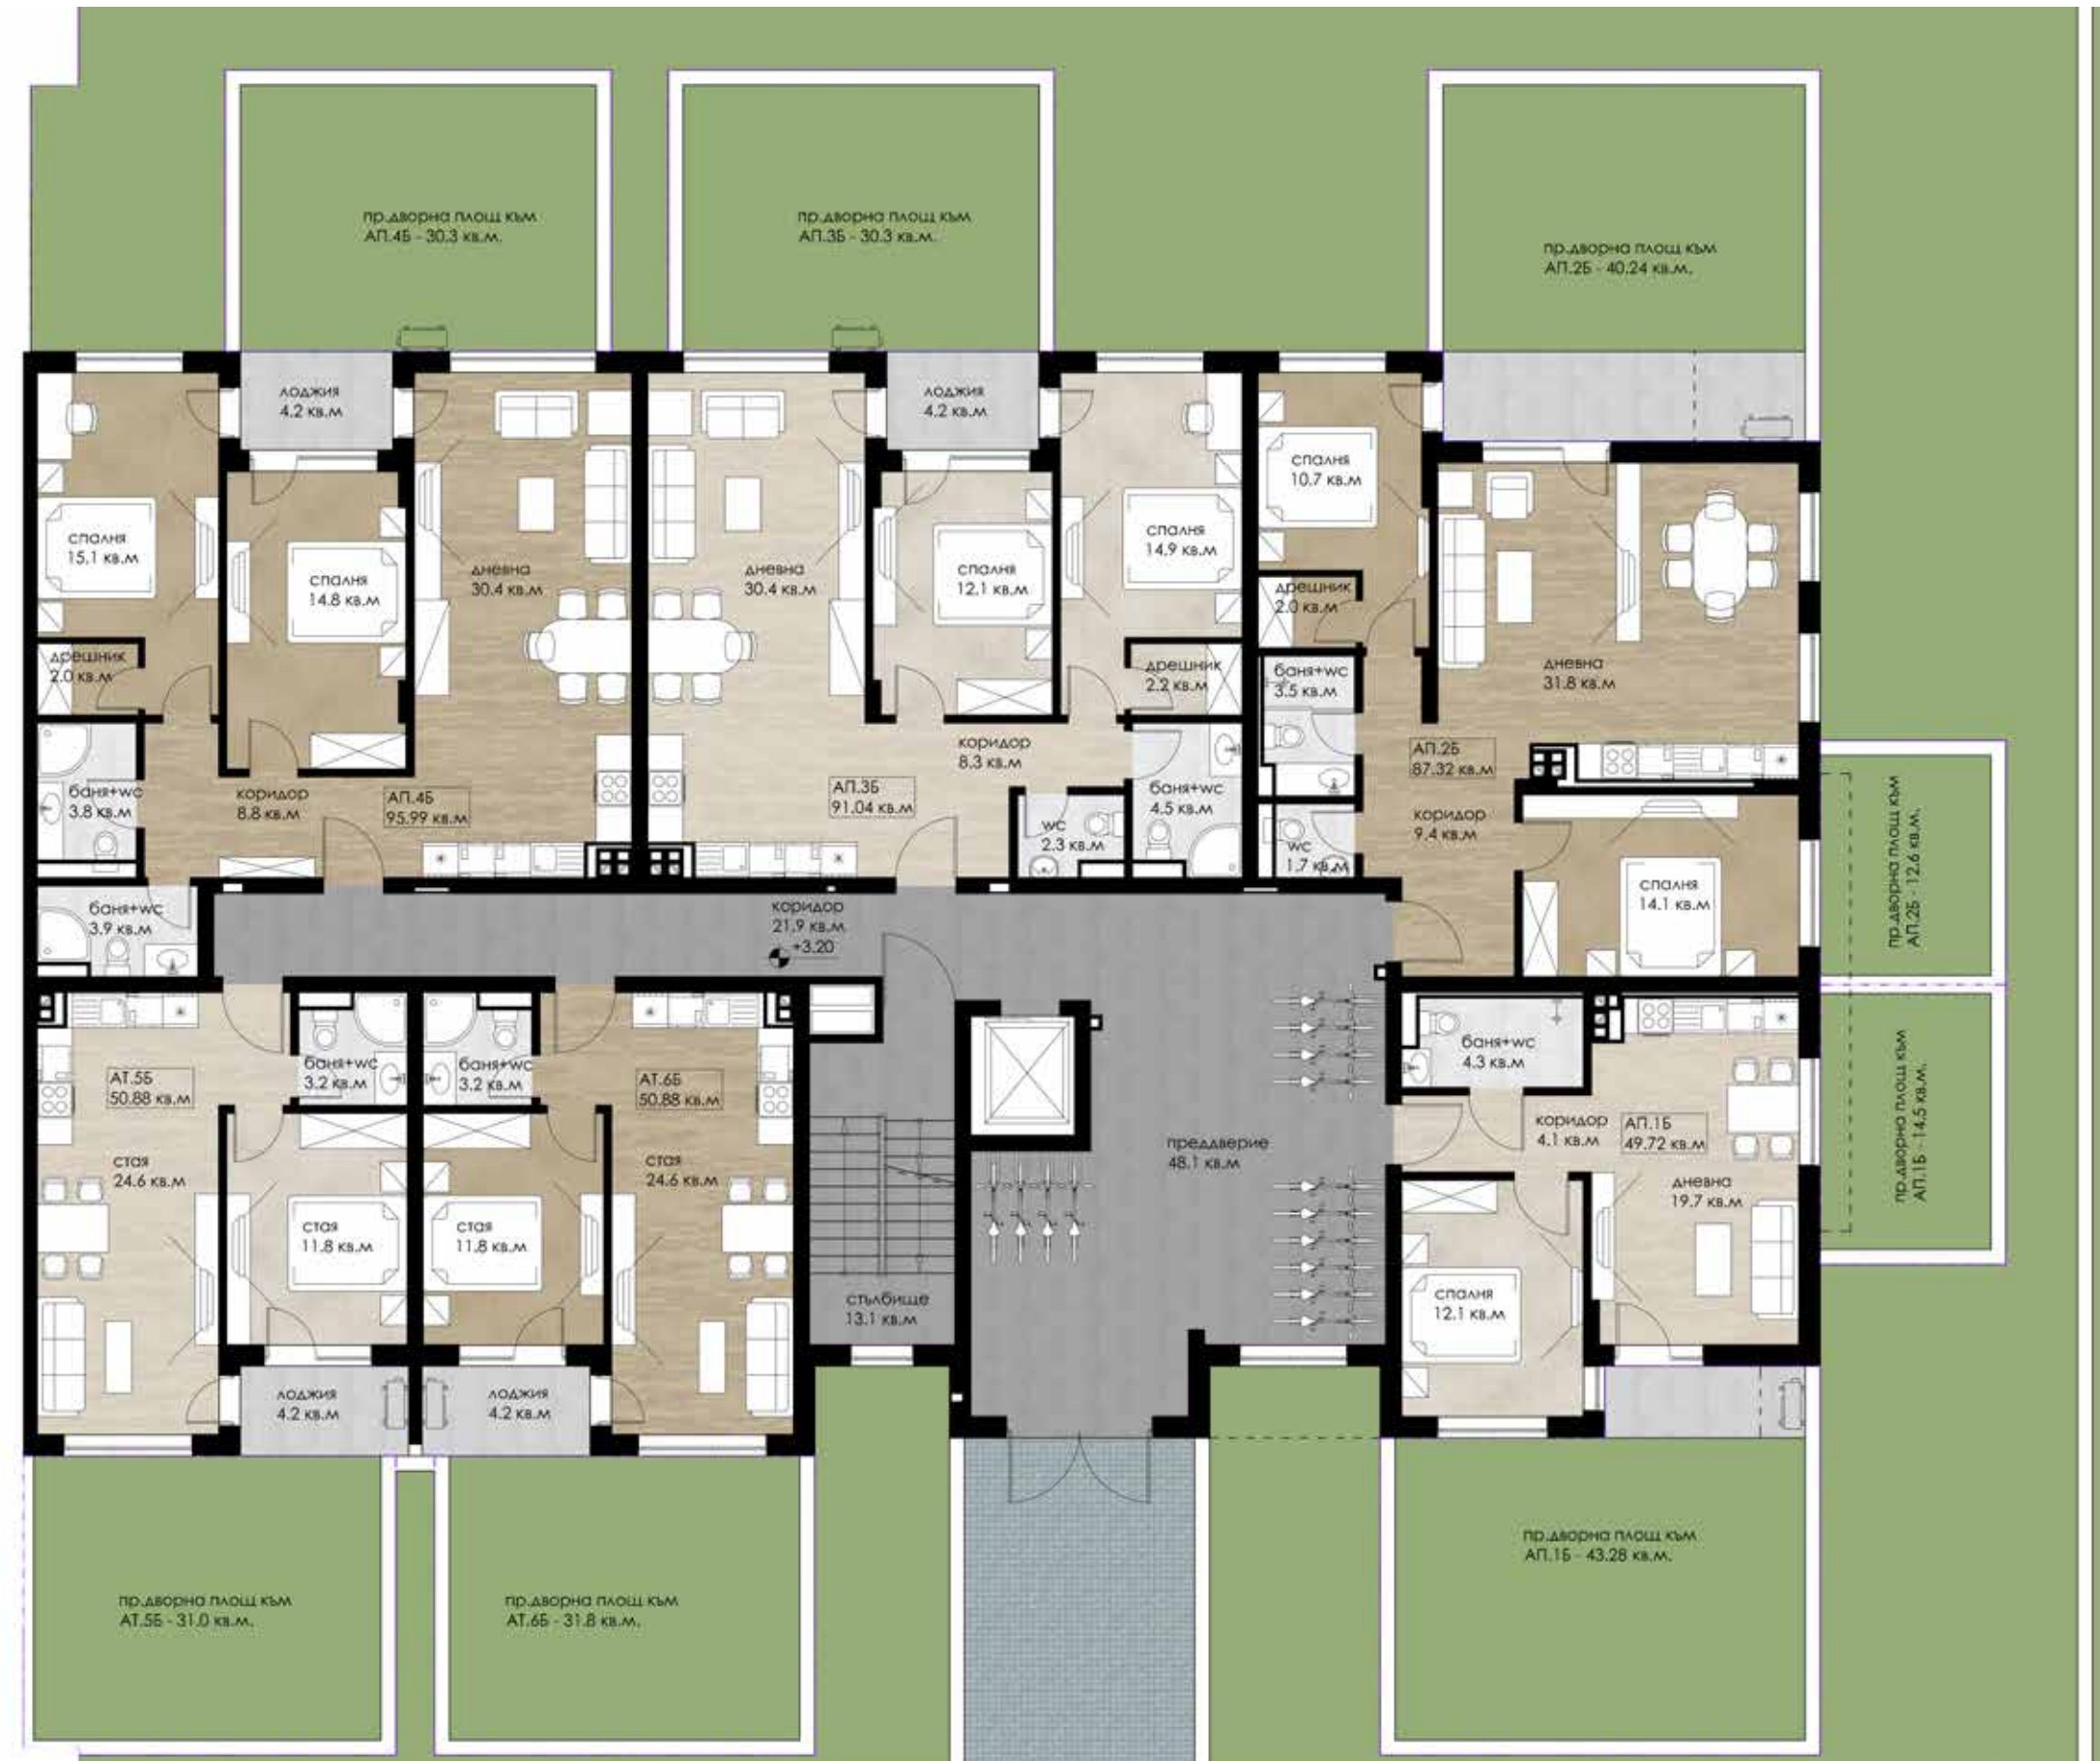 пр.дворна площ към
АП.4Б - 30.3 кв.м.
пр.дворна площ към
АП.3Б - 30.3 кв.м.
пр.дворна площ към
АП.2Б - 40.24 кв.м.
лоджия
4.2 кв.м
лоджия
4.2 кв.м
спалня
15.1 кв.м
спалня
14.8 кв.м
дневна
30.4 кв.м
дневна
30.4 кв.м
спалня
12.1 кв.м
спалня
14.9 кв.м
спалня
10.7 кв.м
дрешник
2.0 кв.м
дрешник
2.2 кв.м
дрешник
2.0 кв.м
баня+wc
3.5 кв.м
дневна
31.8 кв.м
баня+wc
3.8 кв.м
коридор
8.8 кв.м
АП.4Б
95.99 кв.м
АП.3Б
91.04 кв.м
коридор
8.3 кв.м
wc
2.3 кв.м
баня+wc
4.5 кв.м
wc
1.7 кв.м
АП.2Б
87.32 кв.м
коридор
9.4 кв.м
спалня
14.1 кв.м
пр.дворна площ към
АП.2Б - 12.6 кв.м.
баня+wc
3.9 кв.м
коридор
21.9 кв.м
+3.20
АТ.5Б
50.88 кв.м
баня+wc
3.2 кв.м
баня+wc
3.2 кв.м
АТ.6Б
50.88 кв.м
баня+wc
4.3 кв.м
коридор
4.1 кв.м
АП.1Б
49.72 кв.м
пр.дворна площ към
АП.1Б - 14.5 кв.м.
преддверие
48.1 кв.м
стая
24.6 кв.м
стая
11.8 кв.м
стая
11.8 кв.м
стая
24.6 кв.м
дневна
19.7 кв.м
стълбище
13.1 кв.м
спалня
12.1 кв.м
лоджия
4.2 кв.м
лоджия
4.2 кв.м
пр.дворна площ към
АП.1Б - 43.28 кв.м.
пр.дворна площ към
АТ.5Б - 31.0 кв.м.
пр.дворна площ към
АТ.6Б - 31.8 кв.м.